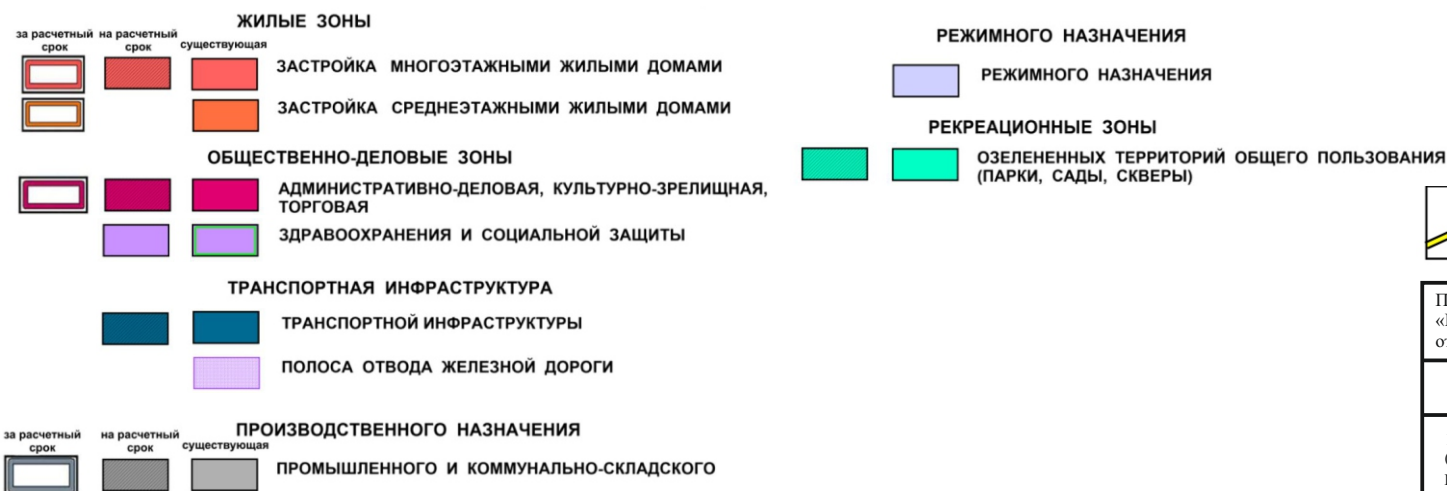 ЖИЛЫЕ ЗОНЫ
за расчетный срок
на расчетный срок
существующая
ЗАСТРОЙКА МНОГОЭТАЖНЫМИ ЖИЛЫМИ ДОМАМИ
ЗАСТРОЙКА СРЕДНЕЭТАЖНЫМИ ЖИЛЫМИ ДОМАМИ
ОБЩЕСТВЕННО-ДЕЛОВЫЕ ЗОНЫ
АДМИНИСТРАТИВНО-ДЕЛОВАЯ, КУЛЬТУРНО-ЗРЕЛИЩНАЯ,
ТОРГОВАЯ
ЗДРАВООХРАНЕНИЯ И СОЦИАЛЬНОЙ ЗАЩИТЫ
ТРАНСПОРТНАЯ ИНФРАСТРУКТУРА
ТРАНСПОРТНОЙ ИНФРАСТРУКТУРЫ
ПОЛОСА ОТВОДА ЖЕЛЕЗНОЙ ДОРОГИ
ПРОИЗВОДСТВЕННОГО НАЗНАЧЕНИЯ
за расчетный срок
на расчетный срок
существующая
ПРОМЫШЛЕННОГО И КОММУНАЛЬНО-СКЛАДСКОГО
РЕЖИМНОГО НАЗНАЧЕНИЯ
РЕЖИМНОГО НАЗНАЧЕНИЯ
РЕКРЕАЦИОННЫЕ ЗОНЫ
ОЗЕЛЕНЕННЫХ ТЕРРИТОРИЙ ОБЩЕГО ПОЛЬЗОВАНИЯ
(ПАРКИ, САДЫ, СКВЕРЫ)